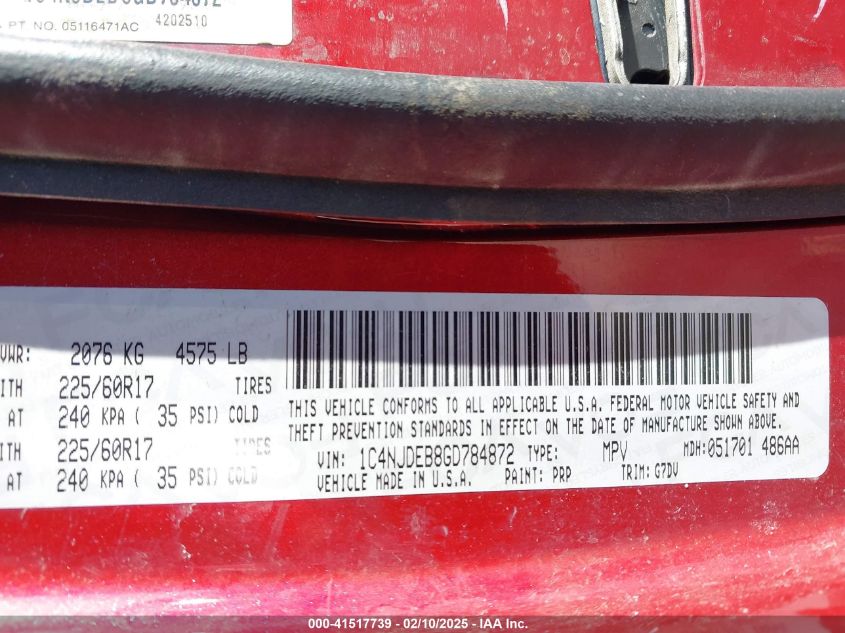 PT NO. 05116471AC 4202510
VWR: 2076 KG 4575 LB
ITH 225/60R17 TIRES
AT 240 KPA ( 35 PSI) COLD
ITH 225/60R17 TIRES
AT 240 KPA ( 35 PSI) COLD
THIS VEHICLE CONFORMS TO ALL APPLICABLE U.S.A. FEDERAL MOTOR VEHICLE SAFETY AND
THEFT PREVENTION STANDARDS IN EFFECT ON THE DATE OF MANUFACTURE SHOWN ABOVE.
VIN: 1C4NJDEB8GD784872 TYPE: MPV MDH:051701 486AA
VEHICLE MADE IN U.S.A. PAINT: PRP TRIM: G7DV
000-41517739 - 02/10/2025 - IAA Inc.